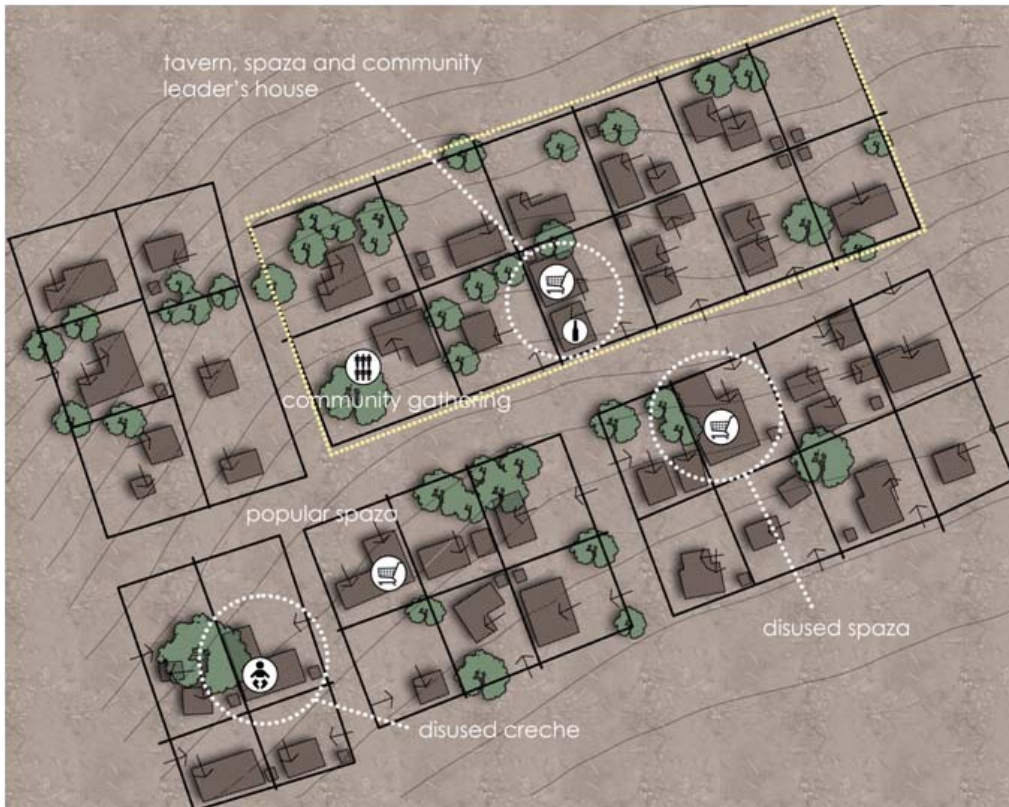 tavern, spaza and community
leader's house
community gathering
popular spaza
disused spaza
disused creche